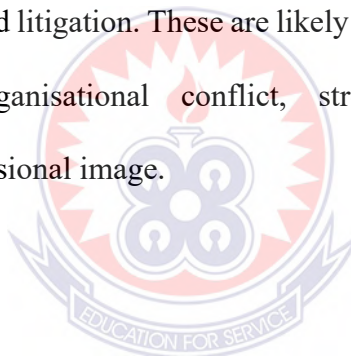 d litigation. These are likely
ganisational conflict, str
sional image.
EDUCATION FOR SERVICE